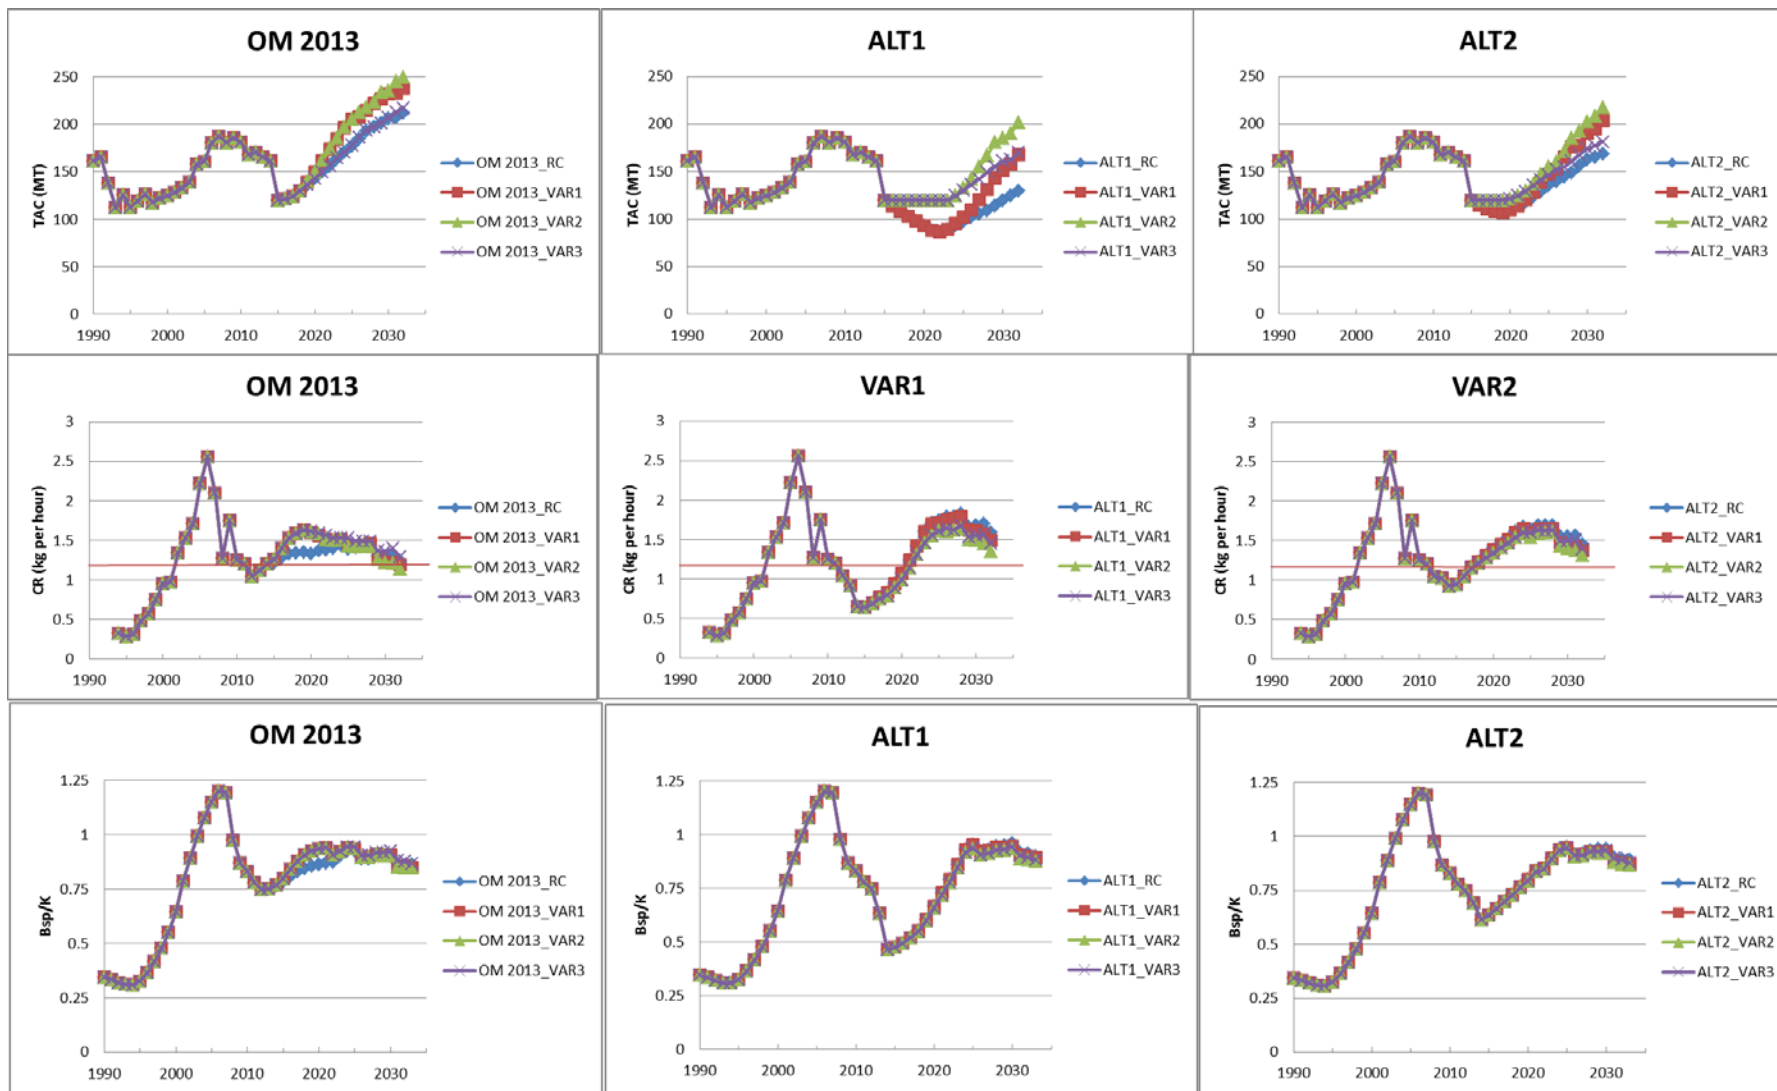 OM 2013
TAC (MT)
250
200
150
100
50
0
1990 2000 2010 2020 2030
OM 2013_RC
OM 2013_VAR1
OM 2013_VAR2
OM 2013_VAR3
ALT1
TAC (MT)
250
200
150
100
50
0
1990 2000 2010 2020 2030
ALT1_RC
ALT1_VAR1
ALT1_VAR2
ALT1_VAR3
ALT2
TAC (MT)
250
200
150
100
50
0
1990 2000 2010 2020 2030
ALT2_RC
ALT2_VAR1
ALT2_VAR2
ALT2_VAR3
OM 2013
CR (kg per hour)
3
2.5
2
1.5
1
0.5
0
1990 2000 2010 2020 2030
OM 2013_RC
OM 2013_VAR1
OM 2013_VAR2
OM 2013_VAR3
VAR1
CR (kg per hour)
3
2.5
2
1.5
1
0.5
0
1990 2000 2010 2020 2030
ALT1_RC
ALT1_VAR1
ALT1_VAR2
ALT1_VAR3
VAR2
CR (kg per hour)
3
2.5
2
1.5
1
0.5
0
1990 2000 2010 2020 2030
ALT2_RC
ALT2_VAR1
ALT2_VAR2
ALT2_VAR3
OM 2013
Bsp/K
1.25
1
0.75
0.5
0.25
0
1990 2000 2010 2020 2030
OM 2013_RC
OM 2013_VAR1
OM 2013_VAR2
OM 2013_VAR3
ALT1
Bsp/K
1.25
1
0.75
0.5
0.25
0
1990 2000 2010 2020 2030
ALT1_RC
ALT1_VAR1
ALT1_VAR2
ALT1_VAR3
ALT2
Bsp/K
1.25
1
0.75
0.5
0.25
0
1990 2000 2010 2020 2030
ALT2_RC
ALT2_VAR1
ALT2_VAR2
ALT2_VAR3